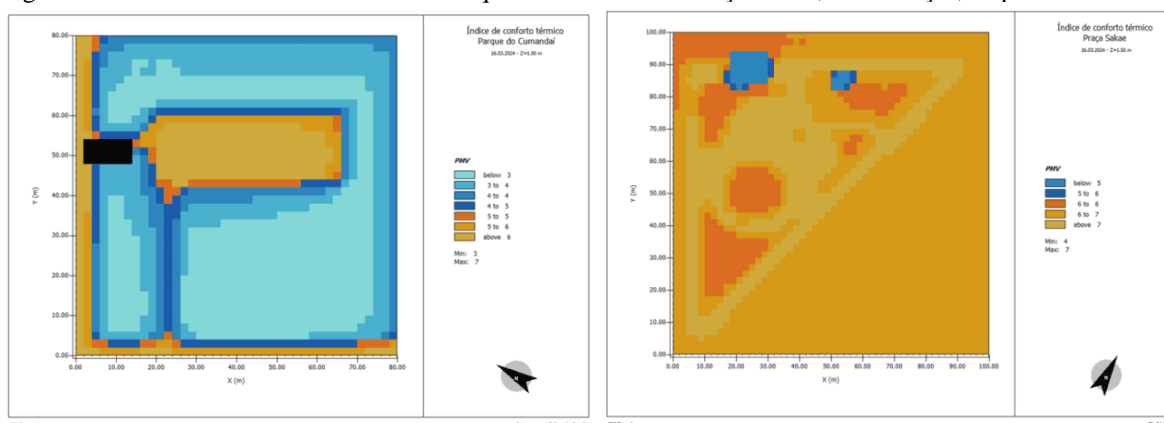 Índice de conforto térmico
Parque do Cumandaí
16.03.2024 - Z=1.50 m
80.00
70.00
60.00
50.00
40.00
30.00
20.00
10.00
0.00
Y (m)
0.00 10.00 20.00 30.00 40.00 50.00 60.00 70.00 80.00
X (m)
PMV
below 3
3 to 4
4 to 4
4 to 5
5 to 5
5 to 6
above 6
Min: 3
Max: 7
Índice de conforto térmico
Praça Sakae
16.03.2024 - Z=1.50 m
100.00
90.00
80.00
70.00
60.00
50.00
40.00
30.00
20.00
10.00
0.00
Y (m)
0.00 10.00 20.00 30.00 40.00 50.00 60.00 70.00 80.00 90.00 100.00
X (m)
PMV
below 5
5 to 6
6 to 6
6 to 7
above 7
Min: 4
Max: 7